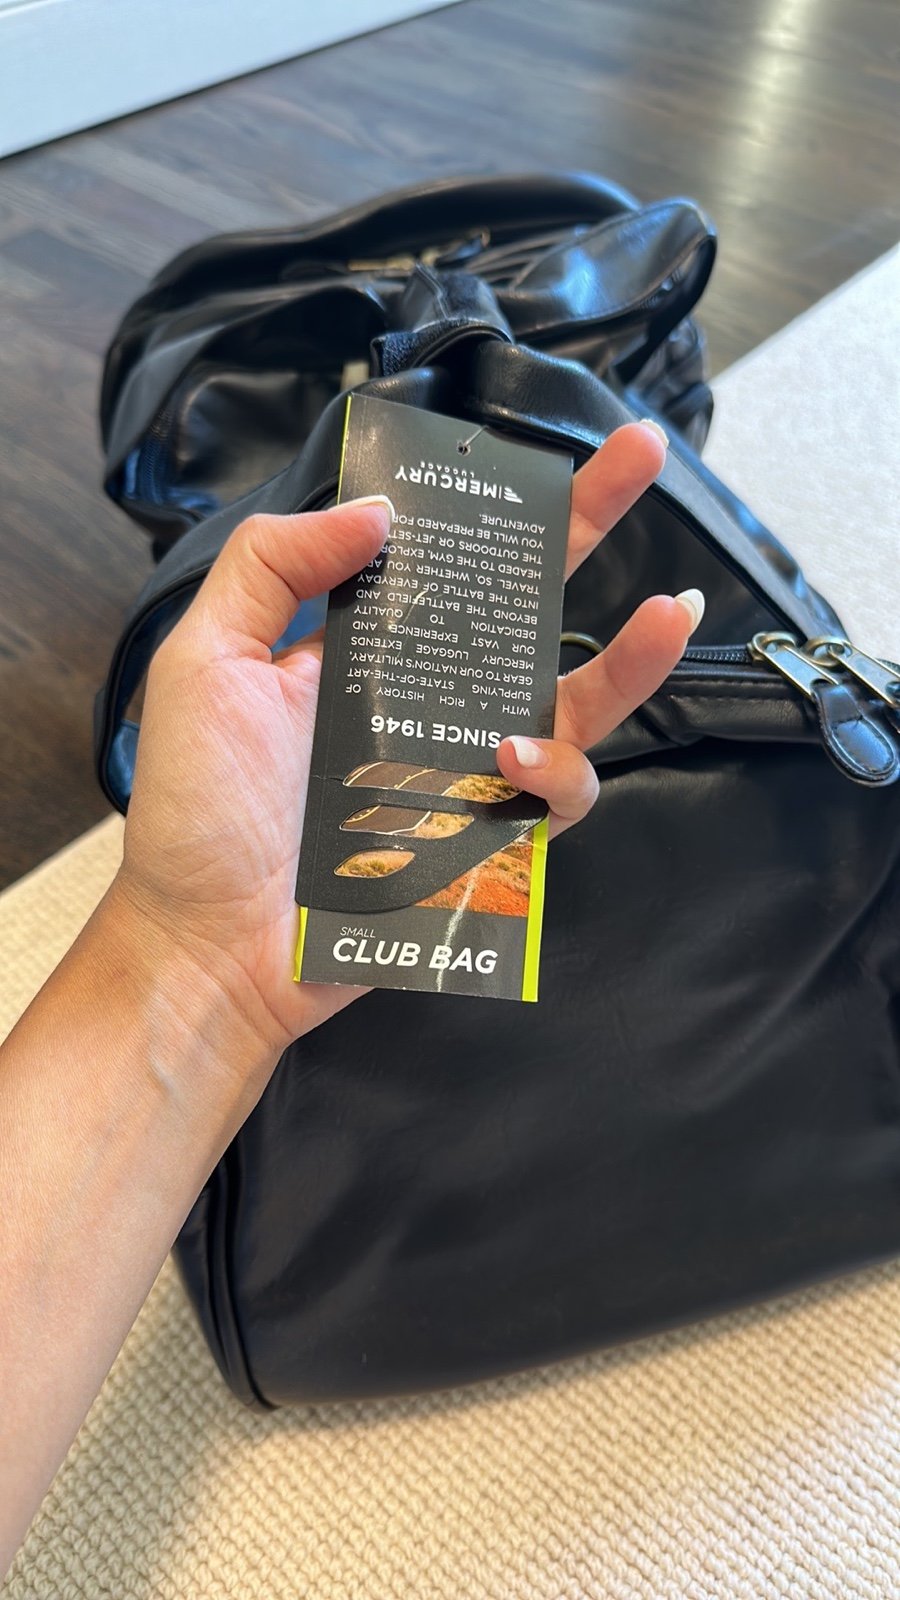 SMALL
CLUB BAG
SINCE 1946
WITH A RICH HISTORY OF
SUPPLYING STATE-OF-THE-ART
GEAR TO OUR NATION'S MILITARY,
MERCURY LUGGAGE EXTENDS
OUR VAST EXPERIENCE AND
DEDICATION TO QUALITY
BEYOND THE BATTLEFIELD AND
INTO THE BATTLE OF EVERYDAY
TRAVEL. SO, WHETHER YOU
HEADED TO THE GYM,
THE OUTDOORS OR
YOU WILL BE PREPARED FOR
ADVENTURE.
MERCURY
LUGGAGE